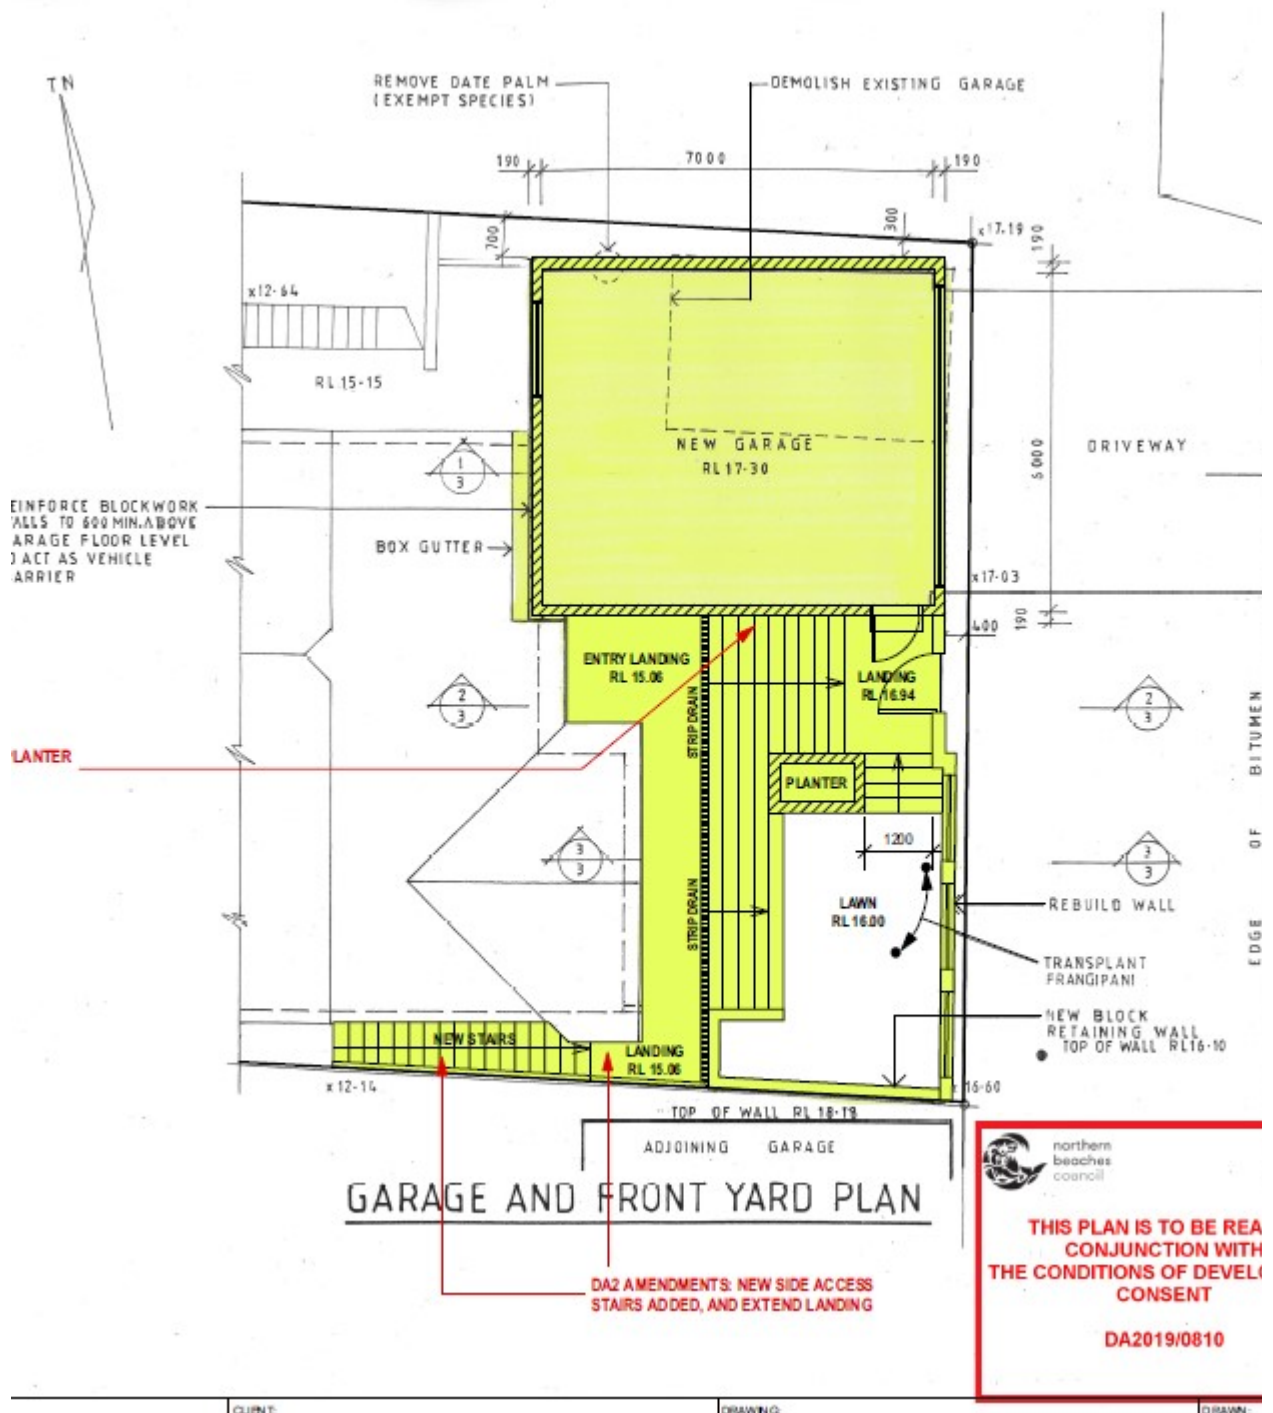 TN
REMOVE DATE PALM
(EXEMPT SPECIES)
DEMOLISH EXISTING GARAGE
190
7000
190
700
300
x17·19
190
x12·64
RL 15·15
NEW GARAGE
RL 17·30
6000
DRIVEWAY
1
3
EINFORCE BLOCKWORK
ALLS TO 600 MIN. ABOVE
ARAGE FLOOR LEVEL
O ACT AS VEHICLE
ARRIER
BOX GUTTER
x17·03
190
400
ENTRY LANDING
RL 15.06
LANDING
RL 16.94
STRIP DRAIN
2
3
2
3
LANTER
PLANTER
EDGE OF BITUMEN
1200
3
3
3
LAWN
RL 16.00
STRIP DRAIN
REBUILD WALL
TRANSPLANT
FRANGIPANI
NEW BLOCK
RETAINING WALL
TOP OF WALL RL16·10
NEW STAIRS
LANDING
RL 15.06
x12·14
16·60
TOP OF WALL RL 18·19
ADJOINING GARAGE
GARAGE AND FRONT YARD PLAN
northern
beaches
council
THIS PLAN IS TO BE REA
CONJUNCTION WITH
THE CONDITIONS OF DEVELO
CONSENT
DA2019/0810
DA2 AMENDMENTS: NEW SIDE ACCESS
STAIRS ADDED, AND EXTEND LANDING
CLIENT:
DRAWING:
DRAWN: